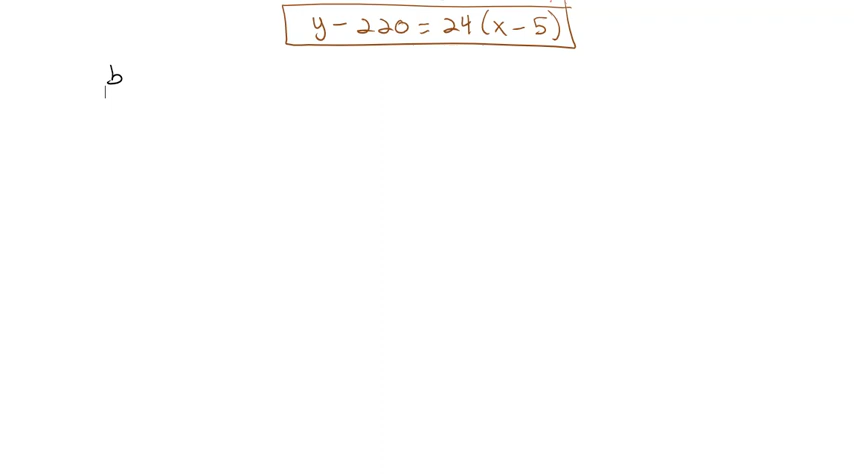 y - 220 = 24 (x - 5)
b